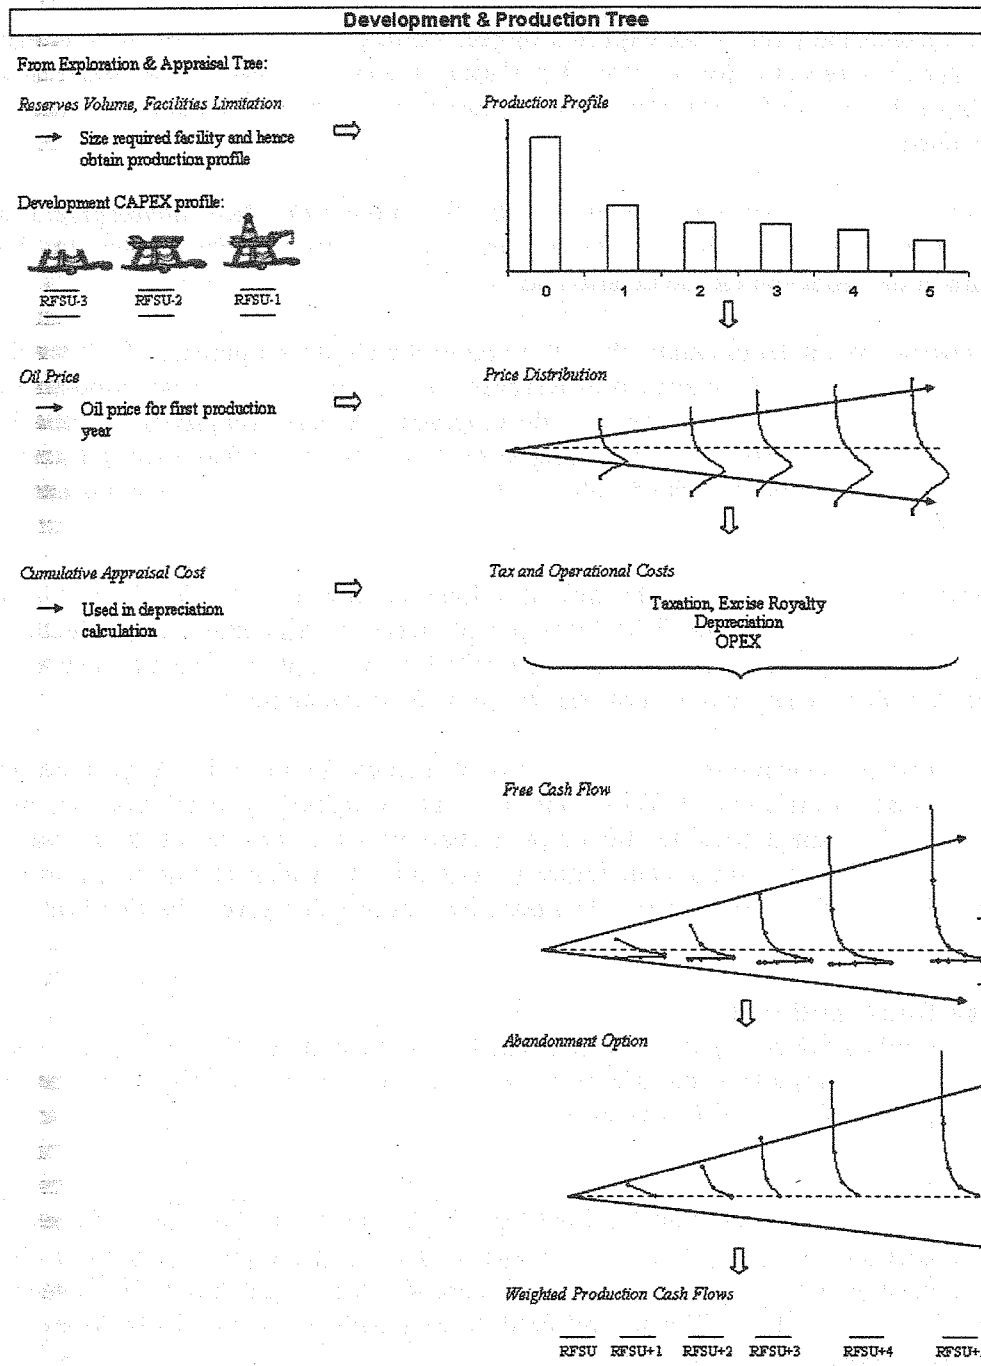 Development & Production Tree
From Exploration & Appraisal Tree:
Reserves Volume, Facilities Limitation
Size required facility and hence
obtain production profile
Development CAPEX profile:
RFSU-3 RFSU-2 RFSU-1
Production Profile
0 1 2 3 4 5
Oil Price
Oil price for first production
year
Price Distribution
Cumulative Appraisal Cost
Used in depreciation
calculation
Tax and Operational Costs
Taxation, Excise Royalty
Depreciation
OPEX
Free Cash Flow
Abandonment Option
Weighted Production Cash Flows
RFSU RFSU+1 RFSU+2 RFSU+3 RFSU+4 RFSU+